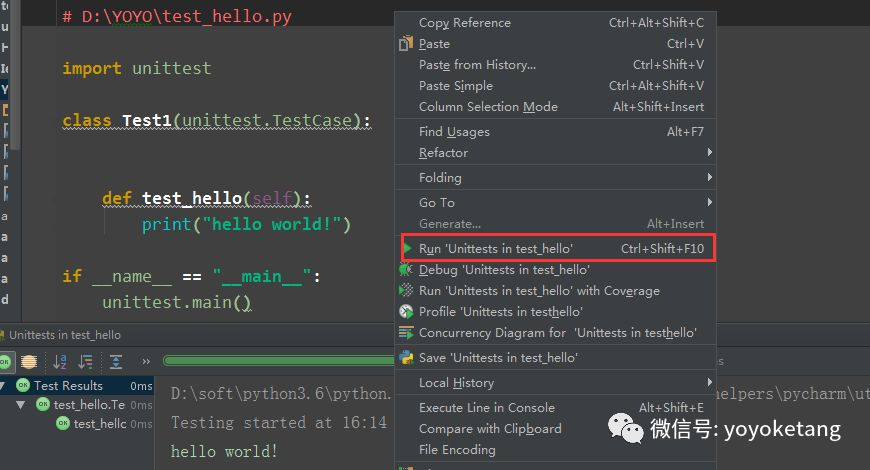 # D:\YOYO\test_hello.py
import unittest
class Test1(unittest.TestCase):
def test_hello(self):
print("hello world!")
if __name__ == "__main__":
unittest.main()
Copy Reference Ctrl+Alt+Shift+C
Paste Ctrl+V
Paste from History... Ctrl+Shift+V
Paste Simple Ctrl+Alt+Shift+V
Column Selection Mode Alt+Shift+Insert
Find Usages Alt+F7
Refactor
Folding
Go To
Generate... Alt+Insert
Run 'Unittests in test_hello' Ctrl+Shift+F10
Debug 'Unittests in test_hello'
Run 'Unittests in test_hello' with Coverage
Profile 'Unittests in testhello'
Concurrency Diagram for 'Unittests in testhello'
Save 'Unittests in test_hello'
Local History
Execute Line in Console Alt+Shift+E
Compare with Clipboard
File Encoding
Unittests in test_hello
Test Results 0ms
test_hello.Te 0ms
test_hellc 0ms
D:\soft\python3.6\python. helpers\pycharm\ut
Testing started at 16:14
hello world!
微信号: yoyoketang